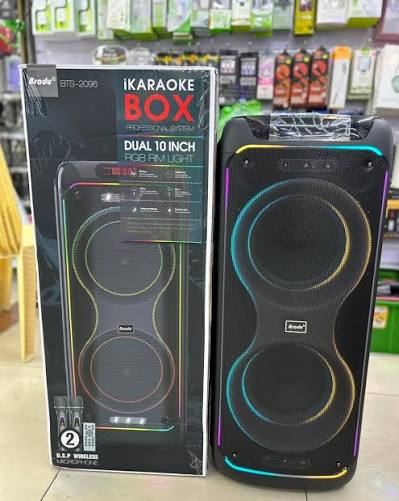 Brodu
BTS-2096
iKARAOKE
BOX
PROFESSIONAL SYSTEM
DUAL 10 INCH
RGB RIM LIGHT
Brodu
Brodu
2
D.S.P WIRELESS
MICROPHONE